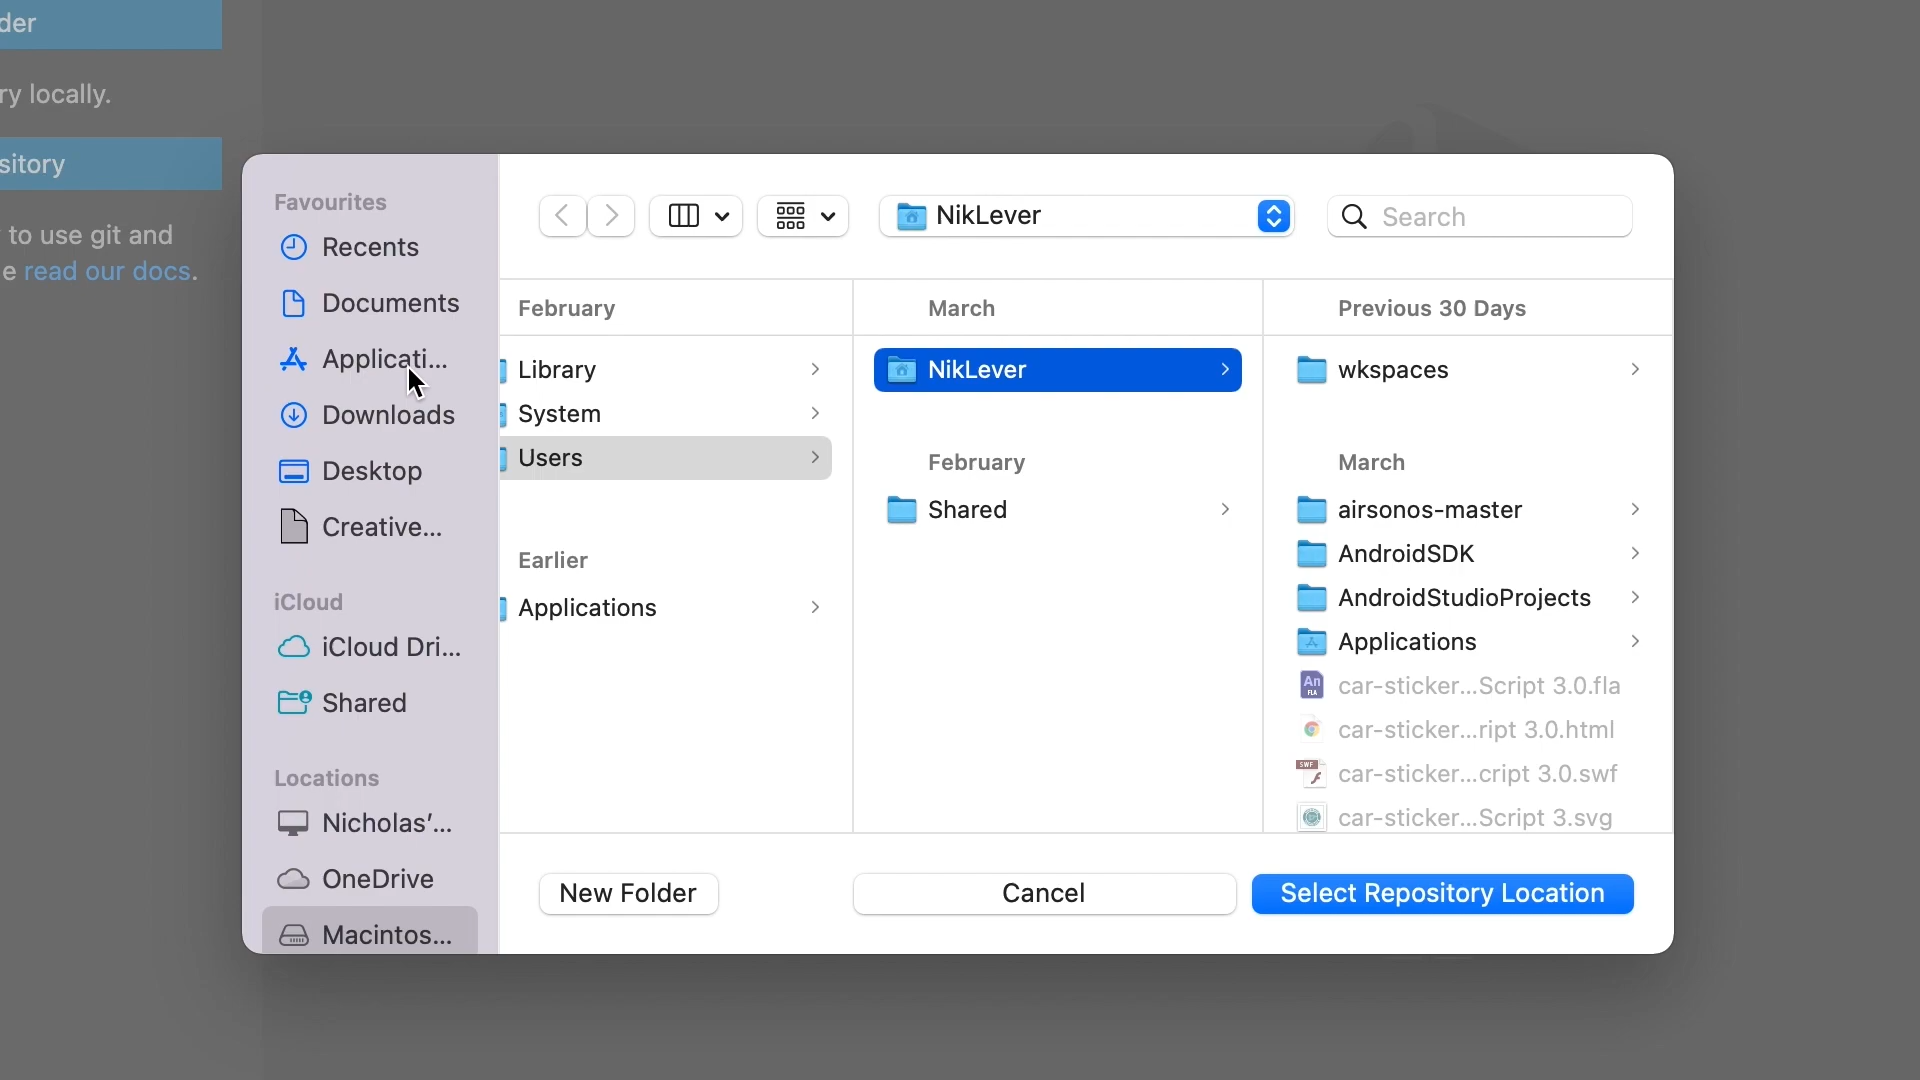 der
ry locally.
sitory
to use git and
e read our docs.
Favourites
Recents
Documents
Applicati...
Downloads
Desktop
Creative...
iCloud
iCloud Dri...
Shared
Locations
Nicholas’...
OneDrive
Macintos...
NikLever
Search
February
Library
System
Users
Earlier
Applications
March
NikLever
February
Shared
Previous 30 Days
wkspaces
March
airsonos-master
AndroidSDK
AndroidStudioProjects
Applications
An
FLA
car-sticker...Script 3.0.fla
car-sticker...ript 3.0.html
SWF
car-sticker...cript 3.0.swf
car-sticker...Script 3.svg
New Folder
Cancel
Select Repository Location